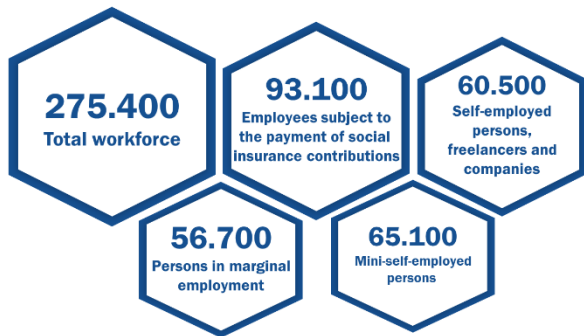 275.400
Total workforce
93.100
Employees subject to
the payment of social
insurance contributions
60.500
Self-employed
persons,
freelancers and
companies
56.700
Persons in marginal
employment
65.100
Mini-self-employed
persons